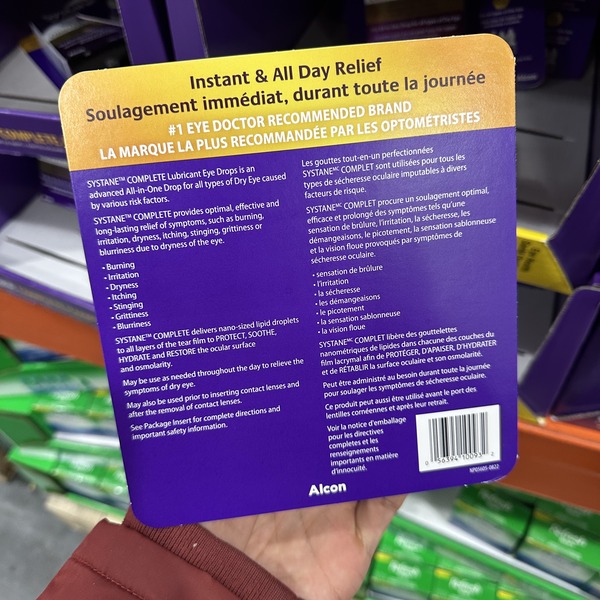 Instant & All Day Relief
Soulagement immédiat, durant toute la journée
#1 EYE DOCTOR RECOMMENDED BRAND
LA MARQUE LA PLUS RECOMMANDÉE PAR LES OPTOMÉTRISTES
SYSTANE™ COMPLETE Lubricant Eye Drops is an
advanced All-in-One Drop for all types of Dry Eye caused
by various risk factors.
SYSTANE™ COMPLETE provides optimal, effective and
long-lasting relief of symptoms, such as burning,
irritation, dryness, itching, stinging, grittiness or
blurriness due to dryness of the eye.
• Burning
• Irritation
• Dryness
• Itching
• Stinging
• Grittiness
• Blurriness
SYSTANE™ COMPLETE delivers nano-sized lipid droplets
to all layers of the tear film to PROTECT, SOOTHE,
HYDRATE and RESTORE the ocular surface
and osmolarity.
May be used as needed throughout the day to relieve the
symptoms of dry eye.
May also be used prior to inserting contact lenses and
after the removal of contact lenses.
See Package Insert for complete directions and
important safety information.
Les gouttes tout-en-un perfectionnées
SYSTANE​MC COMPLET sont utilisées pour tous les
types de sécheresse oculaire imputables à divers
facteurs de risque.
SYSTANE​MC COMPLET procure un soulagement optimal,
efficace et prolongé des symptômes tels qu'une
sensation de brûlure, l'irritation, la sécheresse, les
démangeaisons, le picotement, la sensation sablonneuse
et la vision floue provoqués par symptômes de
sécheresse oculaire.
• sensation de brûlure
• l'irritation
• la sécheresse
• les démangeaisons
• le picotement
• la sensation sablonneuse
• la vision floue
SYSTANE​MC COMPLET libère des gouttelettes
nanométriques de lipides dans chacune des couches du
film lacrymal afin de PROTÉGER, D'APAISER, D'HYDRATER
et de RÉTABLIR la surface oculaire et son osmolarité.
Peut être administré au besoin durant toute la journée
pour soulager les symptômes de sécheresse oculaire.
Ce produit peut aussi être utilisé avant le port des
lentilles cornéennes et après leur retrait.
Voir la notice d'emballage
pour les directives
complètes et les
renseignements
importants en matière
d'innocuité.
0 56394 10093 2
NP05605-0822
Alcon
COMPLETE